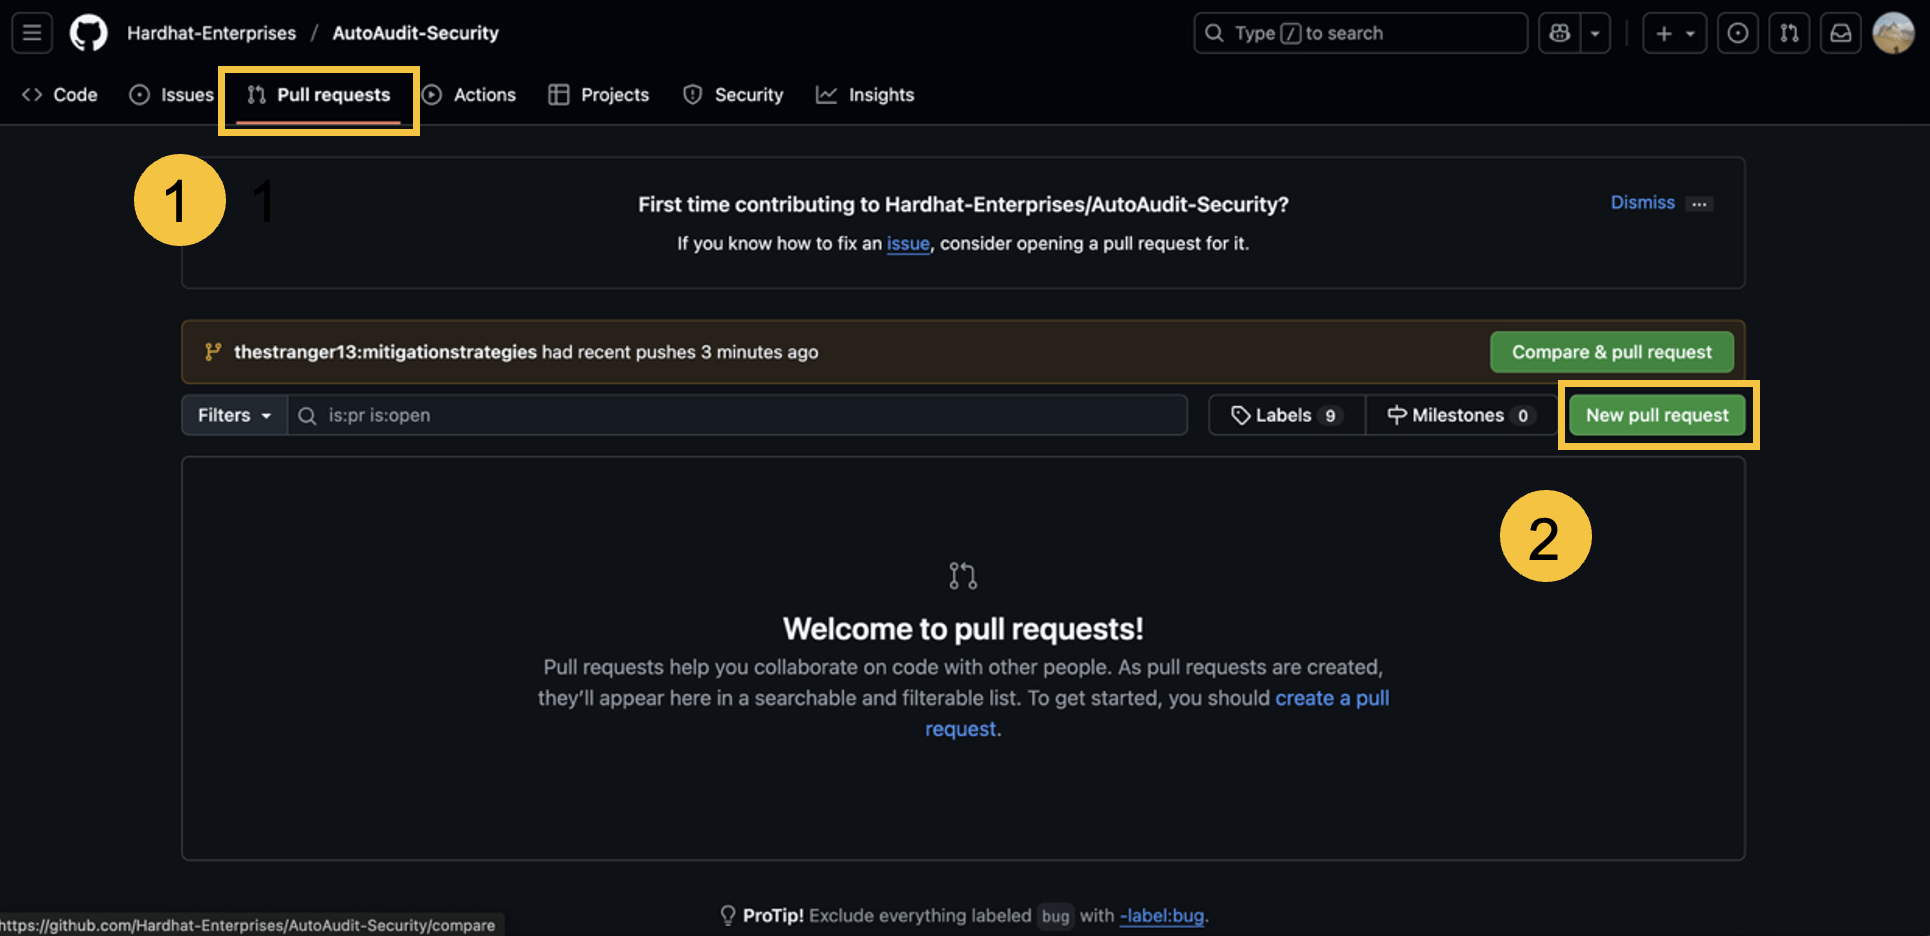 Hardhat-Enterprises / AutoAudit-Security
Type / to search
Code Issues Pull requests Actions Projects Security Insights
1 1
First time contributing to Hardhat-Enterprises/AutoAudit-Security?
Dismiss ...
If you know how to fix an issue, consider opening a pull request for it.
thestranger13:mitigationstrategies had recent pushes 3 minutes ago
Compare & pull request
Filters is:pr is:open Labels 9 Milestones 0 New pull request
2
Welcome to pull requests!
Pull requests help you collaborate on code with other people. As pull requests are created,
they’ll appear here in a searchable and filterable list. To get started, you should create a pull
request.
ProTip! Exclude everything labeled bug with -label:bug.
https://github.com/Hardhat-Enterprises/AutoAudit-Security/compare